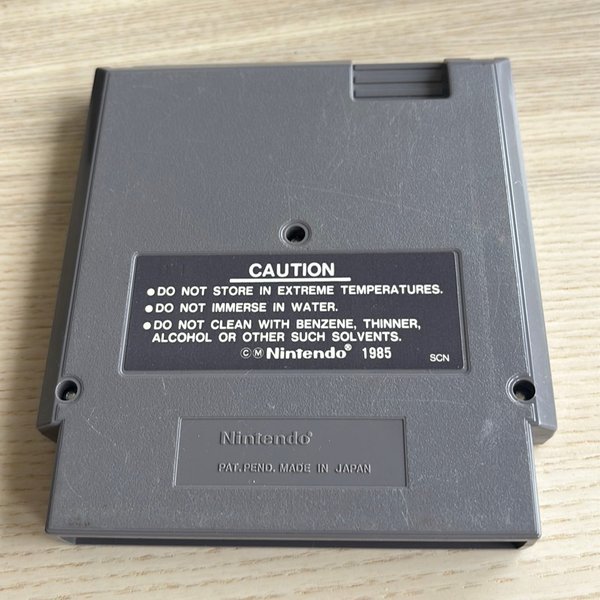 CAUTION
●DO NOT STORE IN EXTREME TEMPERATURES.
●DO NOT IMMERSE IN WATER.
●DO NOT CLEAN WITH BENZENE, THINNER,
ALCOHOL OR OTHER SUCH SOLVENTS.
©Ⓜ Nintendo® 1985 SCN
Nintendo®
PAT. PEND. MADE IN JAPAN